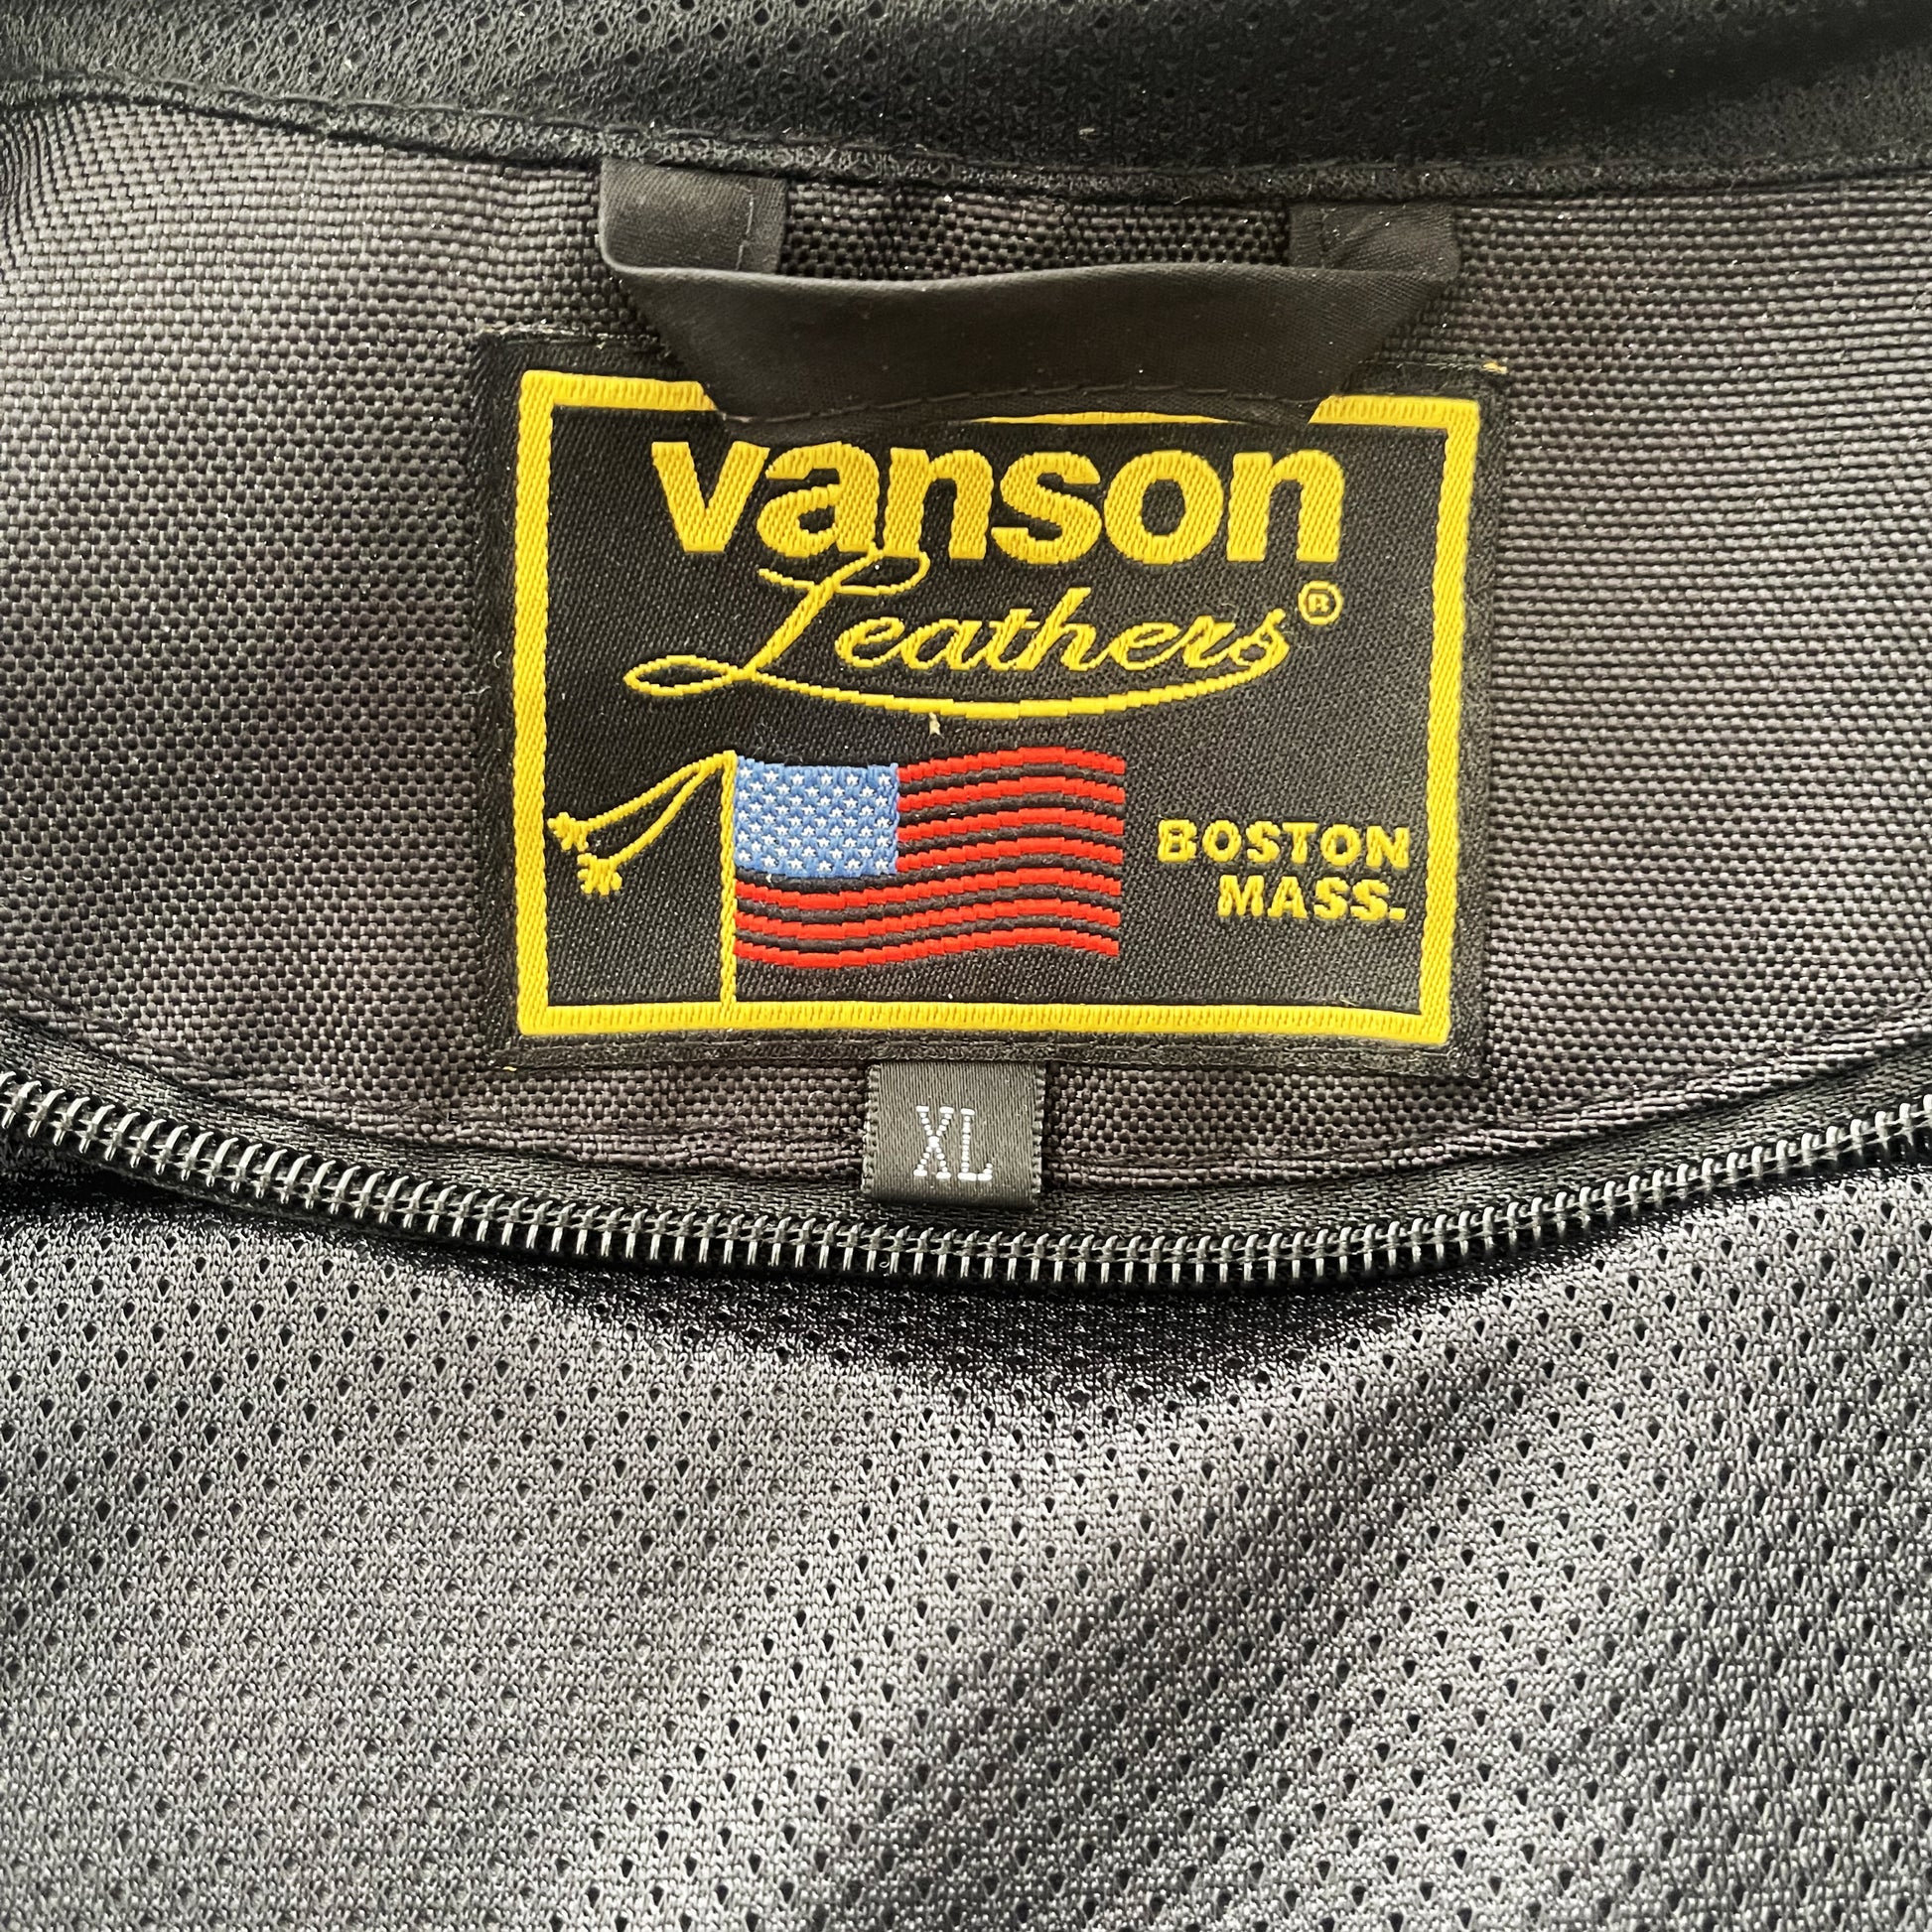 vanson
Leathers®
BOSTON
MASS.
XL